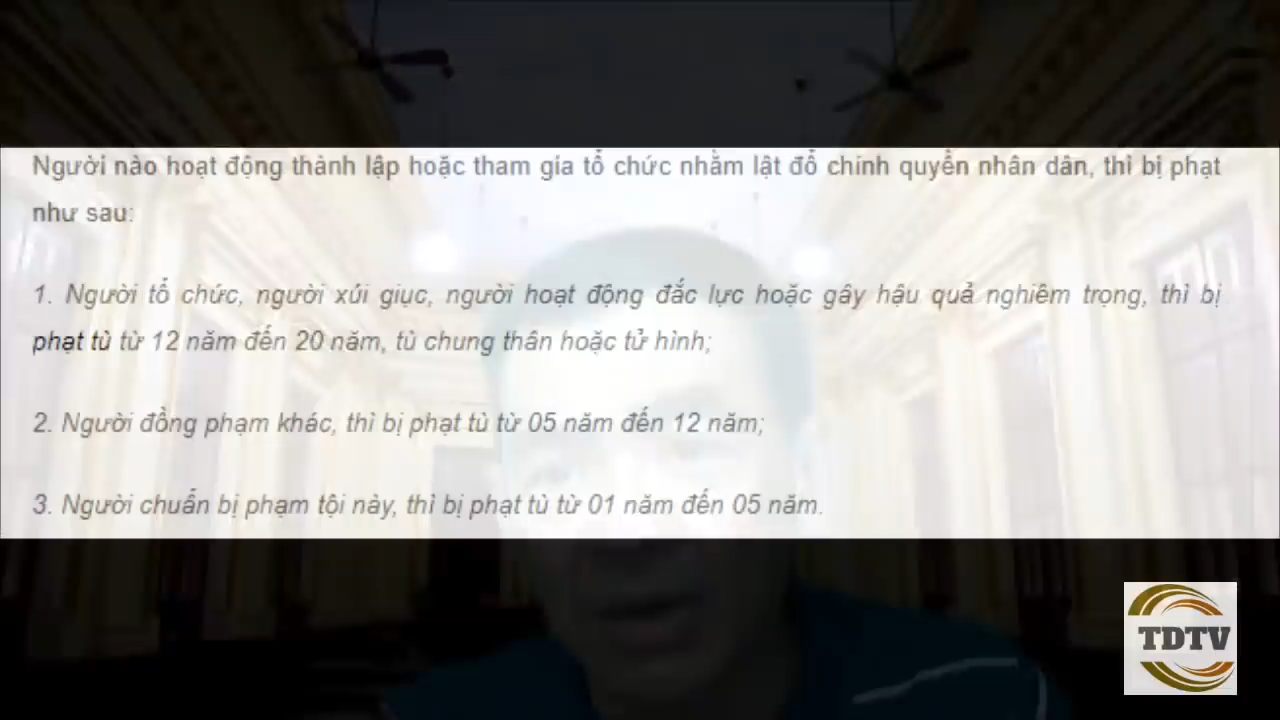 Người nào hoạt động thành lập hoặc tham gia tổ chức nhằm lật đổ chính quyền nhân dân, thì bị phạt
như sau:
1. Người tổ chức, người xúi giục, người hoạt động đắc lực hoặc gây hậu quả nghiêm trọng, thì bị
phạt tù từ 12 năm đến 20 năm, tù chung thân hoặc tử hình;
2. Người đồng phạm khác, thì bị phạt tù từ 05 năm đến 12 năm;
3. Người chuẩn bị phạm tội này, thì bị phạt tù từ 01 năm đến 05 năm.
TDTV